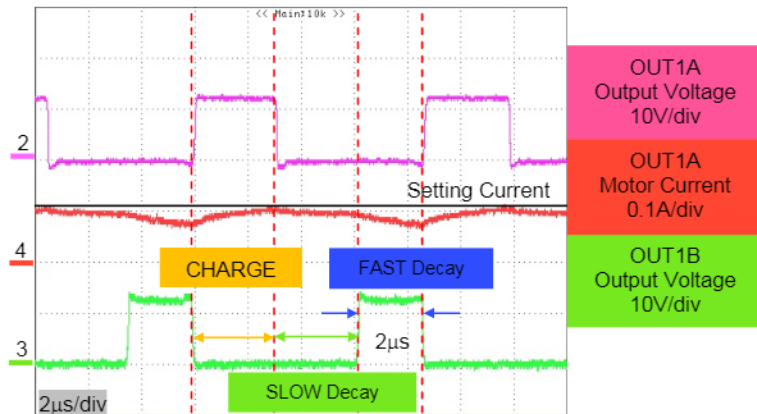 << Main:10k >>
2
Setting Current
4
CHARGE
FAST Decay
2µs
3
SLOW Decay
2µs/div
OUT1A
Output Voltage
10V/div
OUT1A
Motor Current
0.1A/div
OUT1B
Output Voltage
10V/div